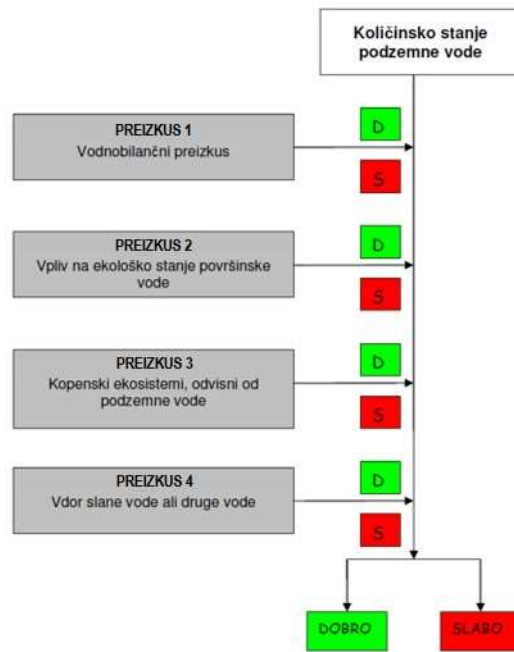 Količinsko stanje
podzemne vode
PREIZKUS 1
Vodnobilančni preizkus
D
S
PREIZKUS 2
Vpliv na ekološko stanje površinske
vode
D
S
PREIZKUS 3
Kopenski ekosistemi, odvisni od
podzemne vode
D
S
PREIZKUS 4
Vdor slane vode ali druge vode
D
S
DOBRO
SLABO